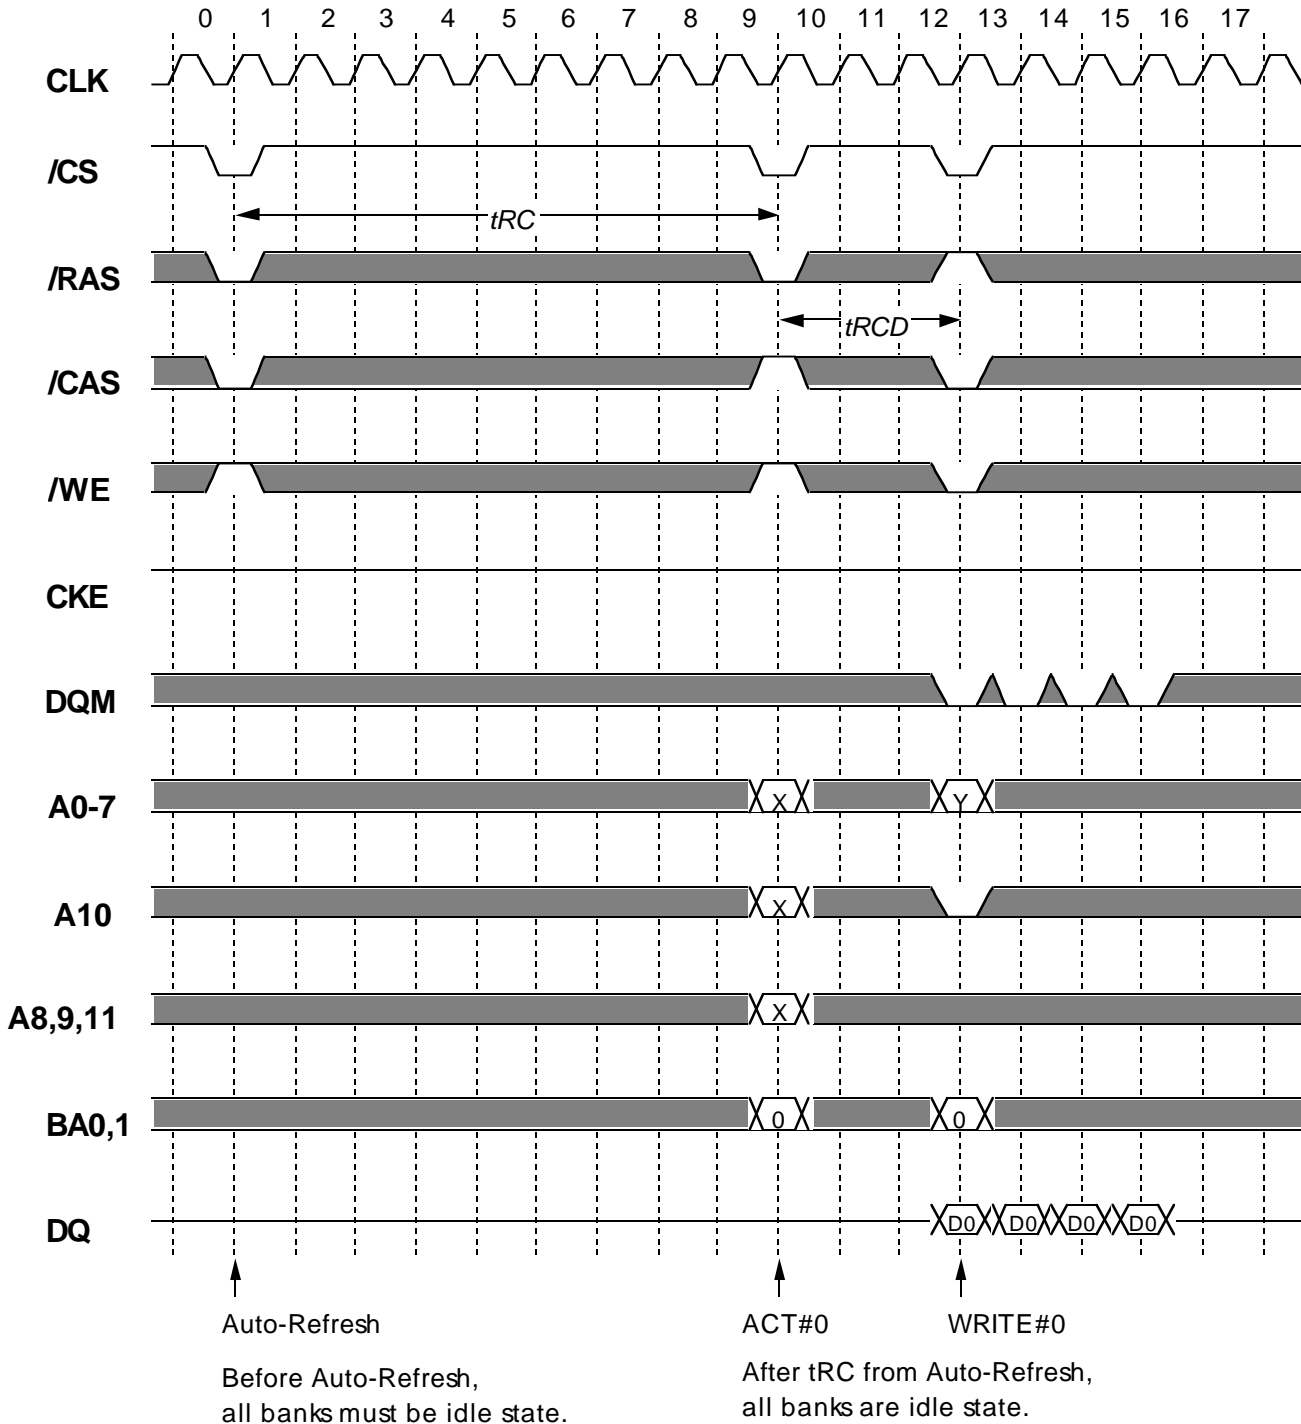 0 1 2 3 4 5 6 7 8 9 10 11 12 13 14 15 16 17
CLK
/CS
tRC
/RAS
tRCD
/CAS
/WE
CKE
DQM
A0-7 X Y
A10 X
A8,9,11 X
BA0,1 0 0
DQ D0 D0 D0 D0
Auto-Refresh ACT#0 WRITE#0
Before Auto-Refresh,
all banks must be idle state.
After tRC from Auto-Refresh,
all banks are idle state.